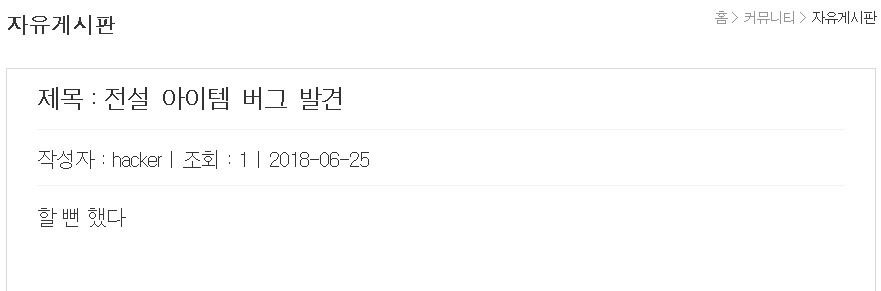 자유게시판
홈 > 커뮤니티 > 자유게시판
제목 : 전설 아이템 버그 발견
작성자 : hacker | 조회 : 1 | 2018-06-25
할 뻔 했다